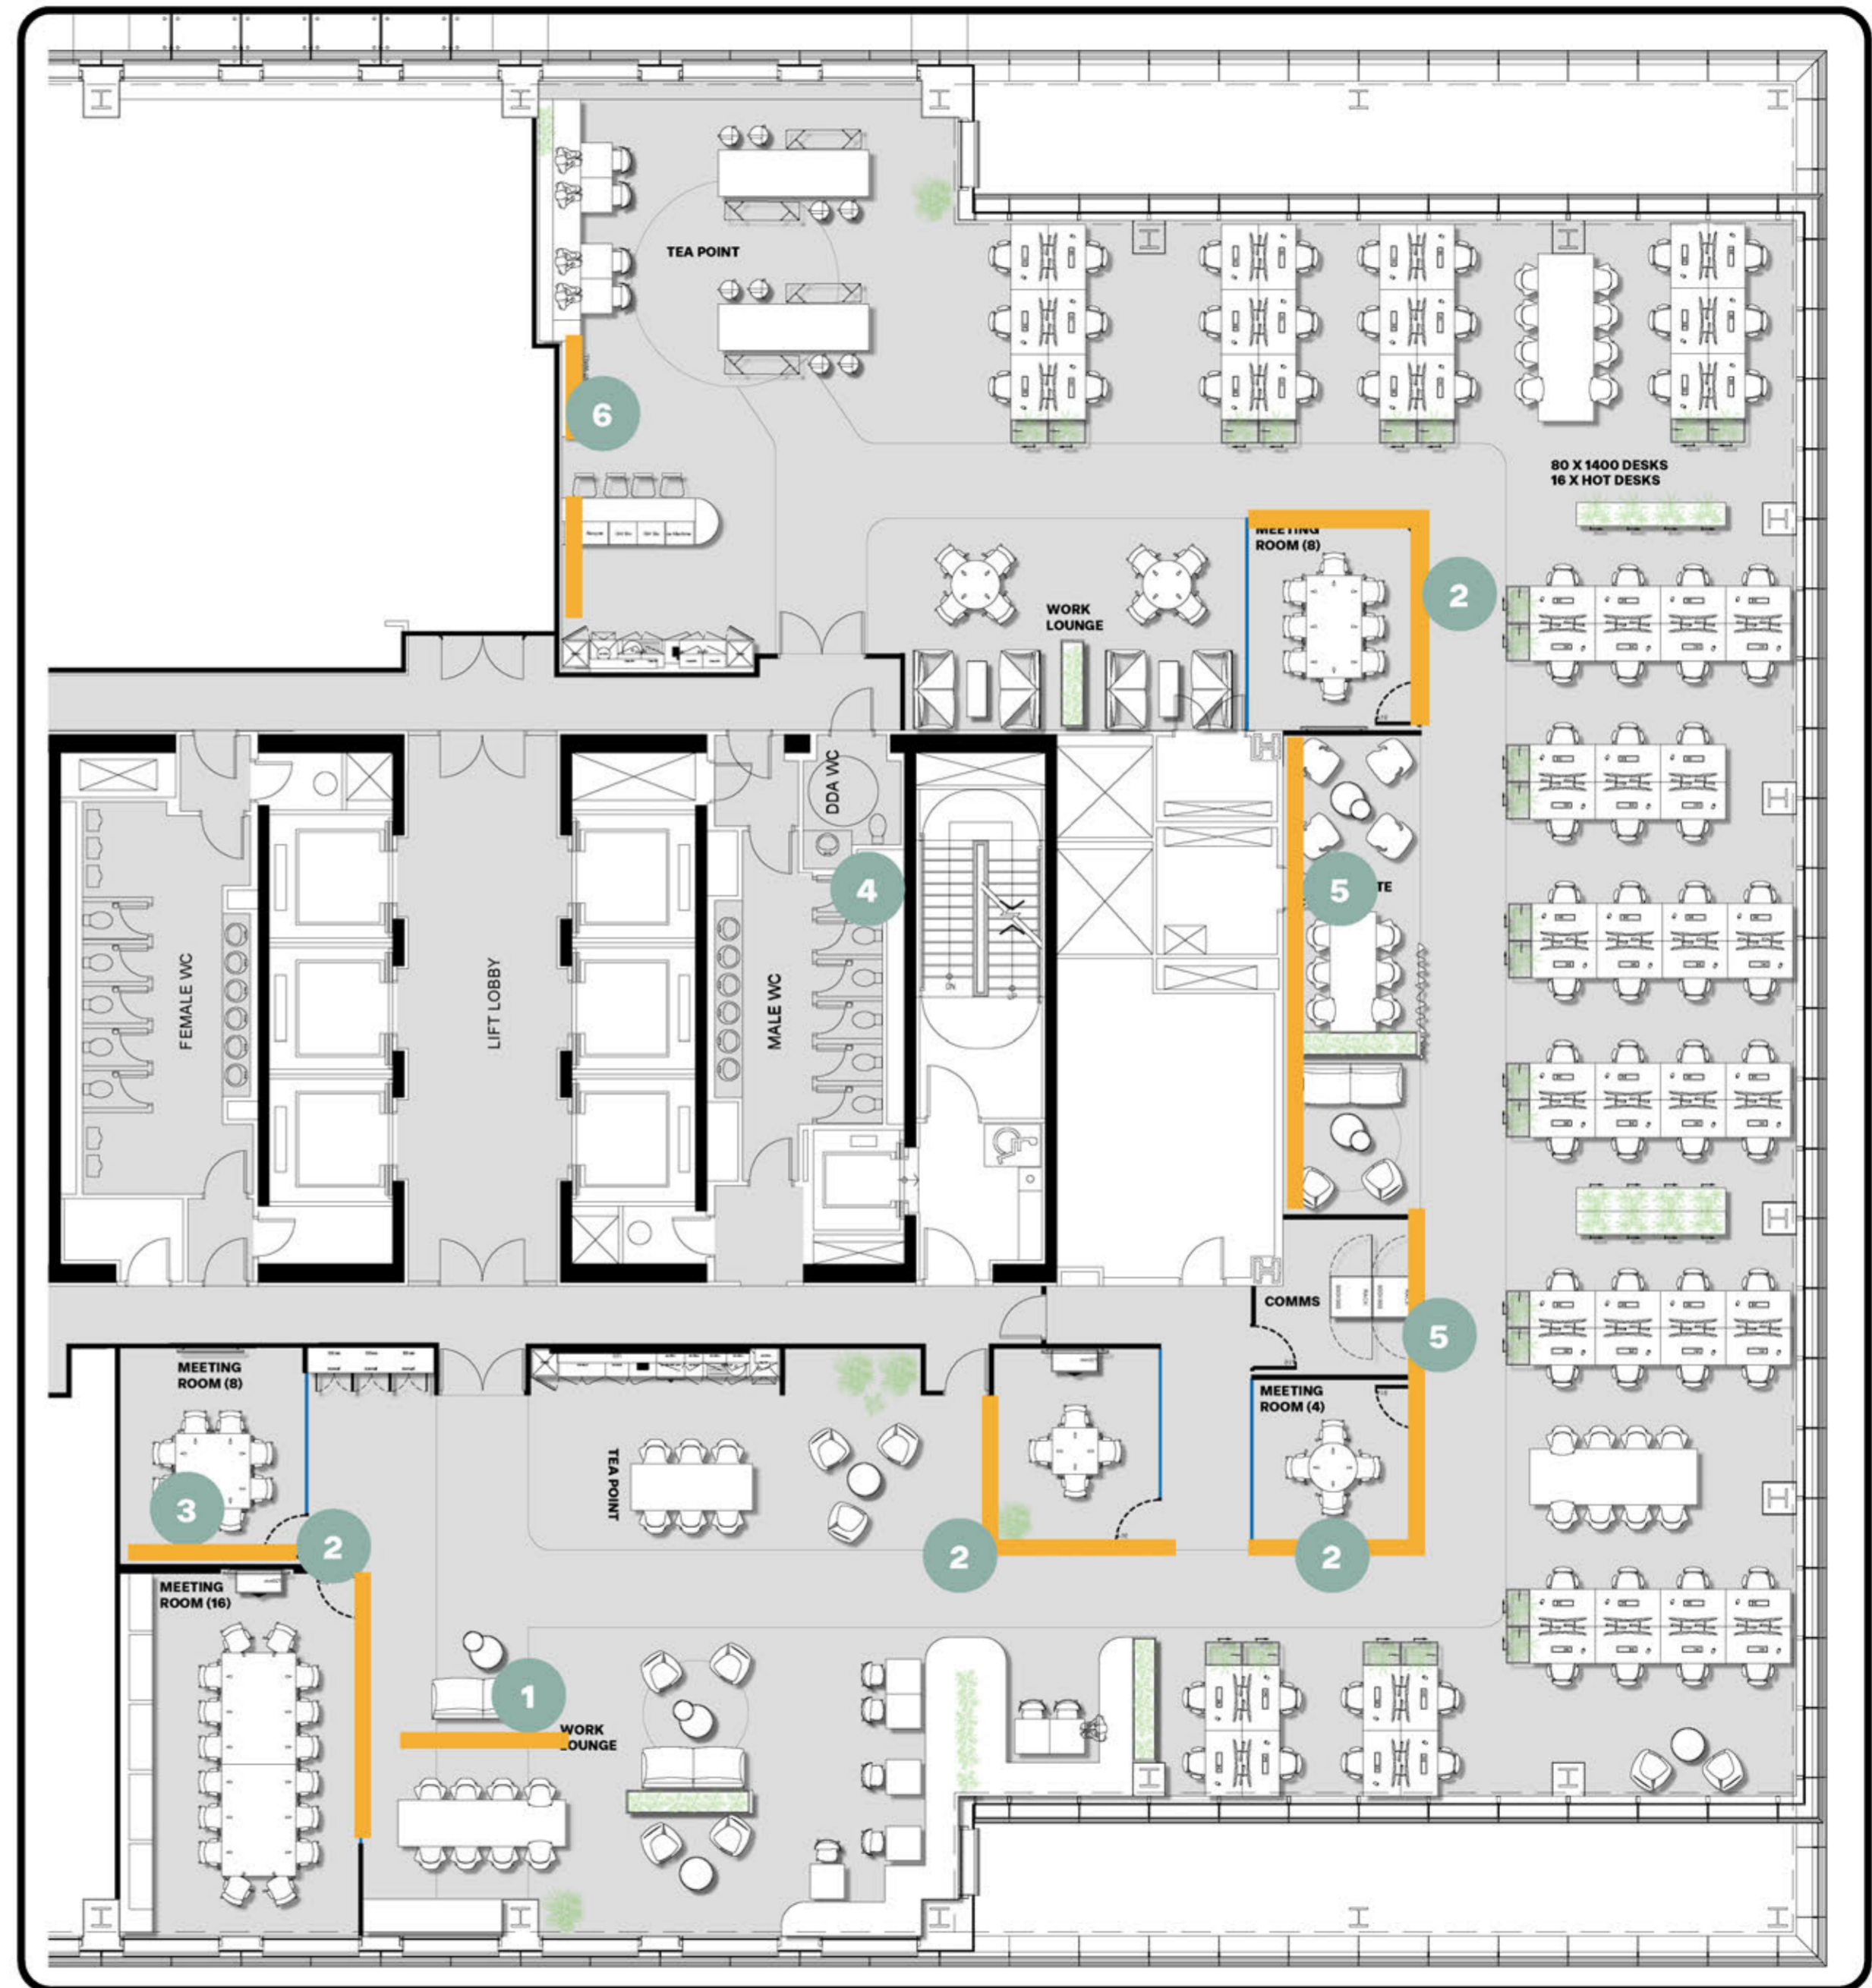 TEA POINT
6
80 X 1400 DESKS
16 X HOT DESKS
MEETING
ROOM (8)
2
WORK
LOUNGE
DDA WC
4
5
TE
FEMALE WC
LIFT LOBBY
MALE WC
COMMS
5
MEETING
ROOM (8)
MEETING
ROOM (4)
TEA POINT
3
2
2
2
MEETING
ROOM (16)
1
WORK
OUNGE